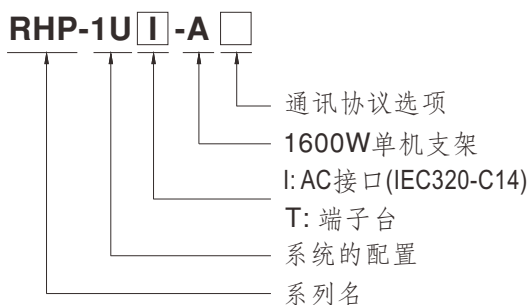 RHP-1U I -A
通讯协议选项
1600W单机支架
I: AC接口(IEC320-C14)
T: 端子台
系统的配置
系列名